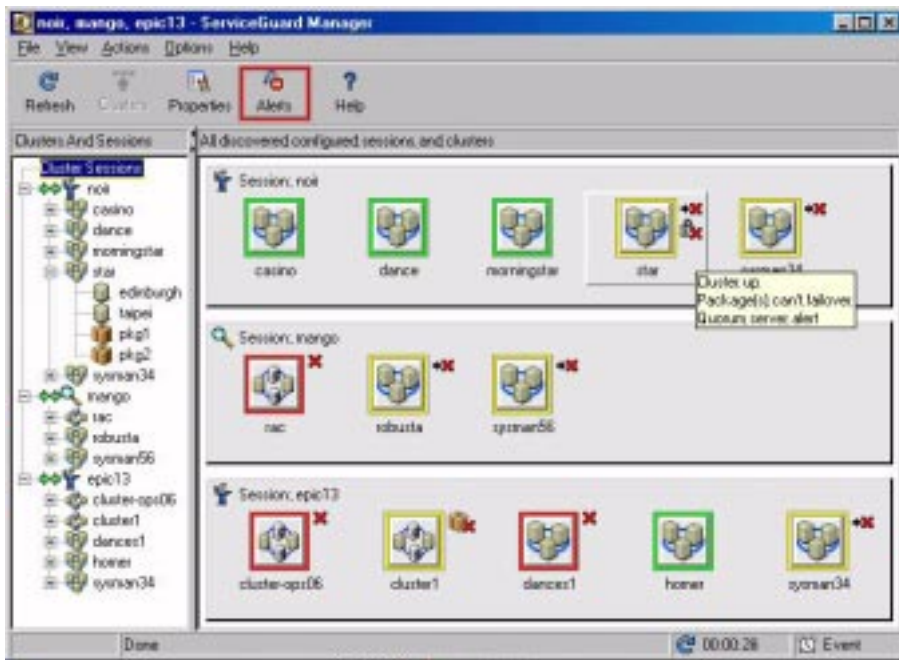 noir, mango, epic13 - ServiceGuard Manager
File View Actions Options Help
Refresh Clusters Properties Alerts Help
Clusters And Sessions
All discovered configured sessions and clusters
Cluster Sessions
noir
casino
dance
morningstar
star
edinburgh
taipei
pkg1
pkg2
sysman34
mango
rac
robusta
sysman56
epic13
cluster-ops06
cluster1
dances1
homer
sysman34
Session: noir
casino dance morningstar star sysman34
Cluster up.
Package(s) can't failover.
Quorum server alert
Session: mango
rac robusta sysman56
Session: epic13
cluster-ops06 cluster1 dances1 homer sysman34
Done
00:00:26
Event